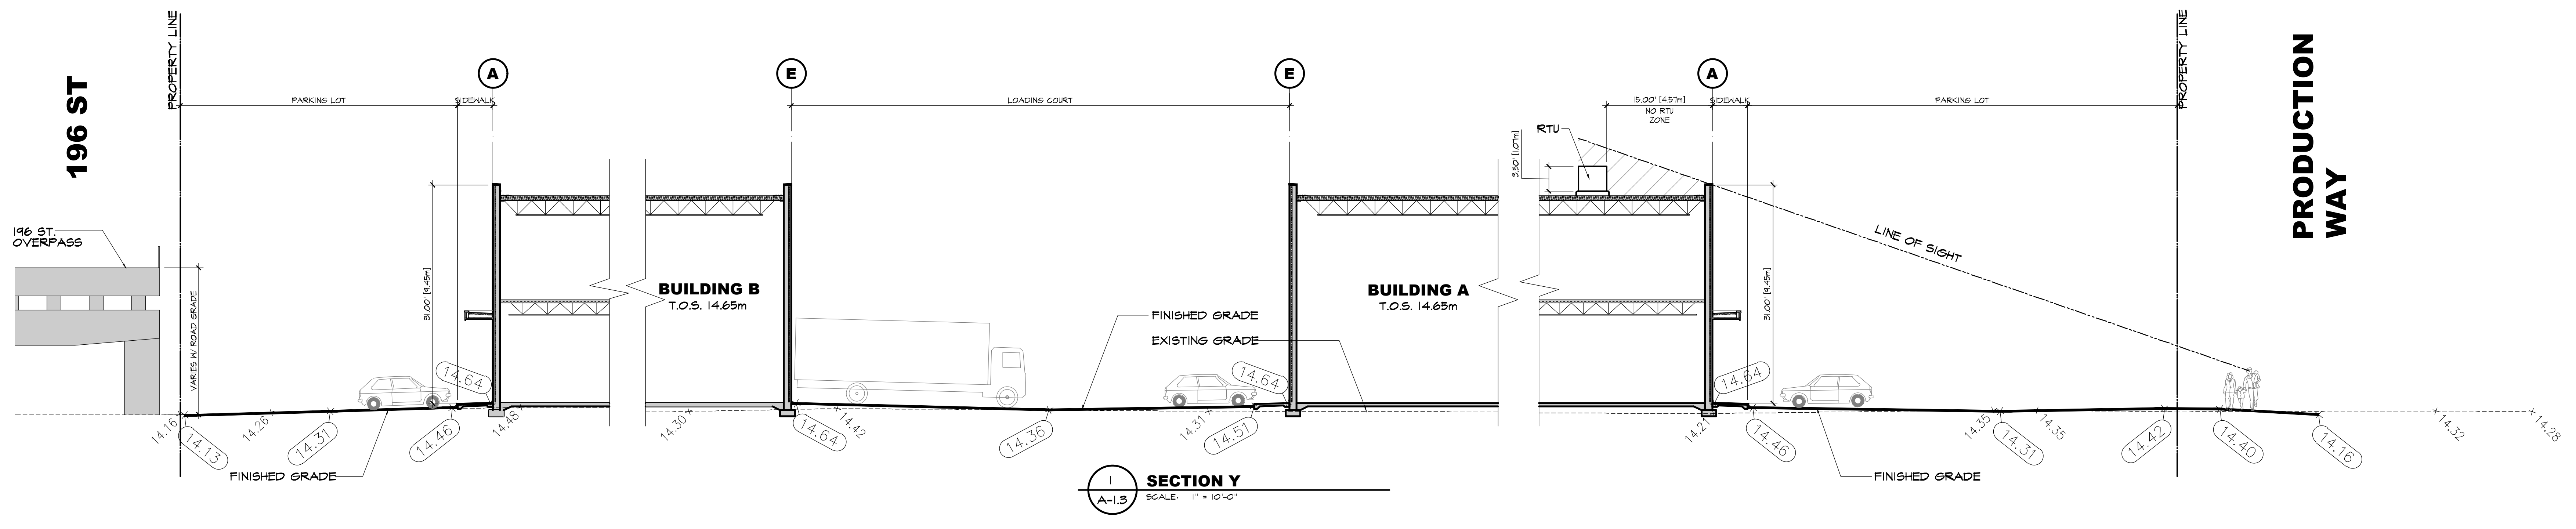 196 ST
PROPERTY LINE
A
E
E
A
PROPERTY LINE
PRODUCTION
WAY
PARKING LOT
SIDEWALK
LOADING COURT
15.00' [4.57m]
NO RTU
ZONE
SIDEWALK
PARKING LOT
RTU
3.50' [1.07m]
196 ST.
OVERPASS
VARIES W/ ROAD GRADE
31.00' [9.45m]
BUILDING B
T.O.S. 14.65m
BUILDING A
T.O.S. 14.65m
LINE OF SIGHT
31.00' [9.45m]
FINISHED GRADE
EXISTING GRADE
14.64
14.64
14.64
14.16
14.13
14.26
14.31
14.46
14.48
14.30
14.64
14.42
14.36
14.31
14.51
14.21
14.46
14.35
14.31
14.35
14.42
14.40
14.16
14.32
14.28
FINISHED GRADE
FINISHED GRADE
1
A-1.3
SECTION Y
SCALE: 1" = 10'-0"